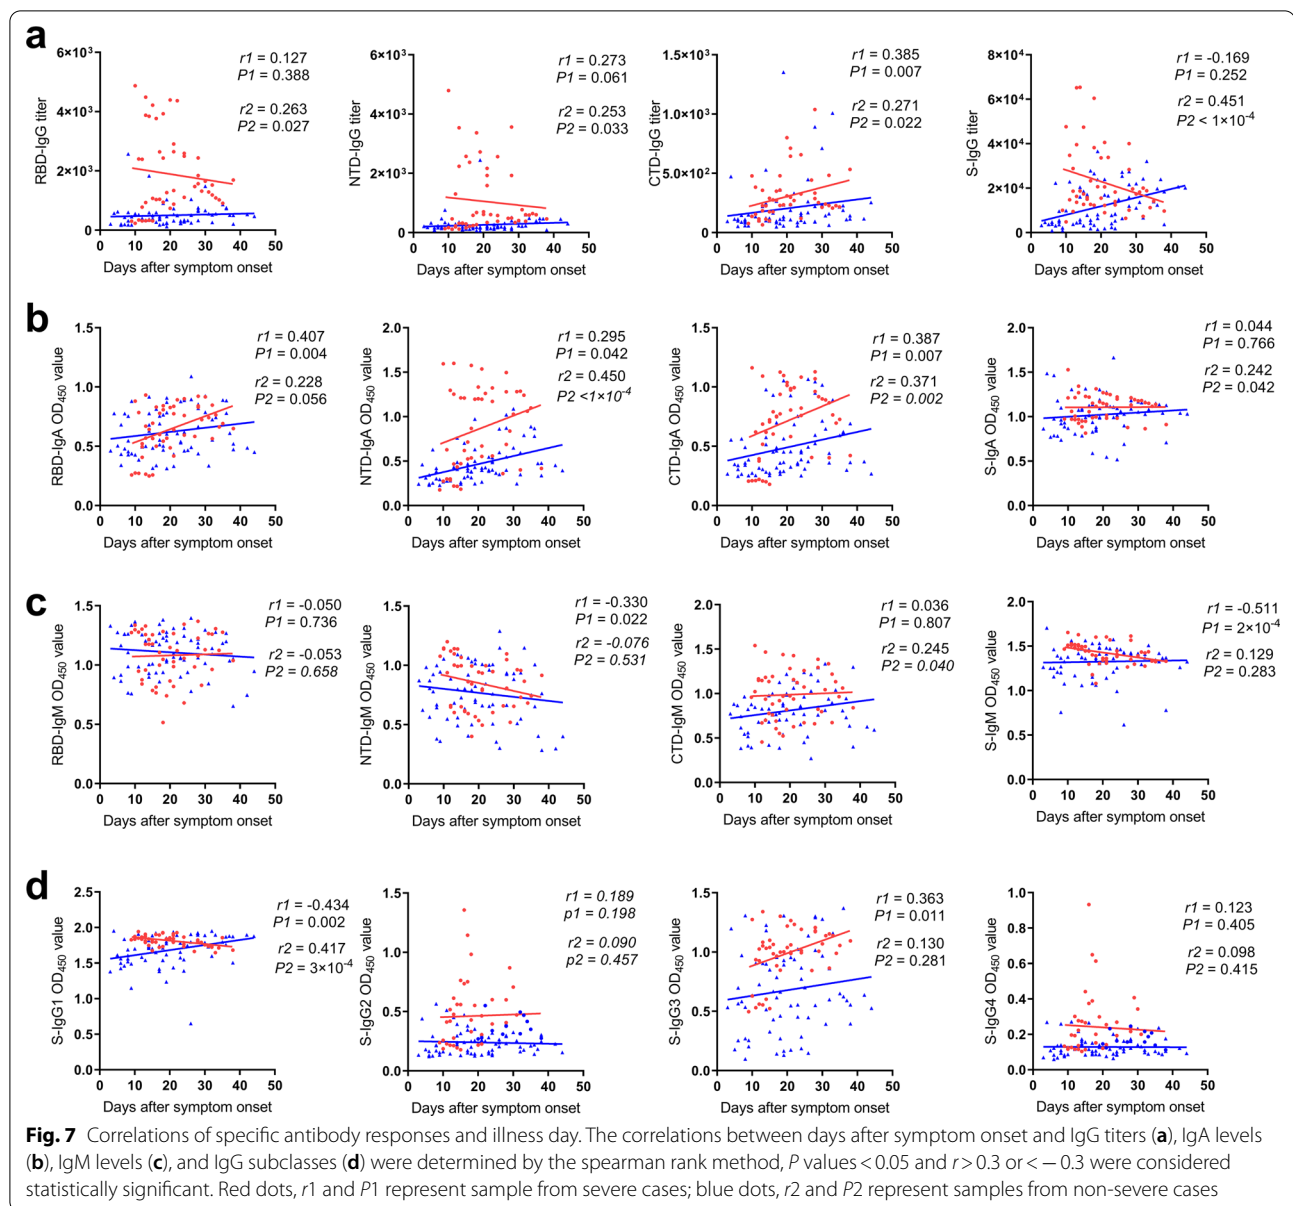 a
6×10³
4×10³
2×10³
0
RBD-IgG titer
0 10 20 30 40 50
Days after symptom onset
r1 = 0.127
P1 = 0.388
r2 = 0.263
P2 = 0.027
6×10³
4×10³
2×10³
0
NTD-IgG titer
0 10 20 30 40 50
Days after symptom onset
r1 = 0.273
P1 = 0.061
r2 = 0.253
P2 = 0.033
1.5×10³
1.0×10³
5.0×10²
0
CTD-IgG titer
0 10 20 30 40 50
Days after symptom onset
r1 = 0.385
P1 = 0.007
r2 = 0.271
P2 = 0.022
8×10⁴
6×10⁴
4×10⁴
2×10⁴
0
S-IgG titer
0 10 20 30 40 50
Days after symptom onset
r1 = -0.169
P1 = 0.252
r2 = 0.451
P2 < 1×10⁻⁴
b
1.5
1.0
0.5
0.0
RBD-IgA OD₄₅₀ value
0 10 20 30 40 50
Days after symptom onset
r1 = 0.407
P1 = 0.004
r2 = 0.228
P2 = 0.056
2.0
1.5
1.0
0.5
0.0
NTD-IgA OD₄₅₀ value
0 10 20 30 40 50
Days after symptom onset
r1 = 0.295
P1 = 0.042
r2 = 0.450
P2 <1×10⁻⁴
1.5
1.0
0.5
0.0
CTD-IgA OD₄₅₀ value
0 10 20 30 40 50
Days after symptom onset
r1 = 0.387
P1 = 0.007
r2 = 0.371
P2 = 0.002
2.0
1.5
1.0
0.5
0.0
S-IgA OD₄₅₀ value
0 10 20 30 40 50
Days after symptom onset
r1 = 0.044
P1 = 0.766
r2 = 0.242
P2 = 0.042
c
1.5
1.0
0.5
0.0
RBD-IgM OD₄₅₀ value
0 10 20 30 40 50
Days after symptom onset
r1 = -0.050
P1 = 0.736
r2 = -0.053
P2 = 0.658
1.5
1.0
0.5
0.0
NTD-IgM OD₄₅₀ value
0 10 20 30 40 50
Days after symptom onset
r1 = -0.330
P1 = 0.022
r2 = -0.076
P2 = 0.531
2.0
1.5
1.0
0.5
0.0
CTD-IgM OD₄₅₀ value
0 10 20 30 40 50
Days after symptom onset
r1 = 0.036
P1 = 0.807
r2 = 0.245
P2 = 0.040
2.0
1.5
1.0
0.5
0.0
S-IgM OD₄₅₀ value
0 10 20 30 40 50
Days after symptom onset
r1 = -0.511
P1 = 2×10⁻⁴
r2 = 0.129
P2 = 0.283
d
2.5
2.0
1.5
1.0
0.5
0.0
S-IgG1 OD₄₅₀ value
0 10 20 30 40 50
Days after symptom onset
r1 = -0.434
P1 = 0.002
r2 = 0.417
P2 = 3×10⁻⁴
1.5
1.0
0.5
0.0
S-IgG2 OD₄₅₀ value
0 10 20 30 40 50
Days after symptom onset
r1 = 0.189
p1 = 0.198
r2 = 0.090
p2 = 0.457
1.5
1.0
0.5
0.0
S-IgG3 OD₄₅₀ value
0 10 20 30 40 50
Days after symptom onset
r1 = 0.363
P1 = 0.011
r2 = 0.130
P2 = 0.281
1.0
0.8
0.6
0.4
0.2
0.0
S-IgG4 OD₄₅₀ value
0 10 20 30 40 50
Days after symptom onset
r1 = 0.123
P1 = 0.405
r2 = 0.098
P2 = 0.415
Fig. 7 Correlations of specific antibody responses and illness day. The correlations between days after symptom onset and IgG titers (a), IgA levels
(b), IgM levels (c), and IgG subclasses (d) were determined by the spearman rank method, P values < 0.05 and r > 0.3 or < − 0.3 were considered
statistically significant. Red dots, r1 and P1 represent sample from severe cases; blue dots, r2 and P2 represent samples from non-severe cases